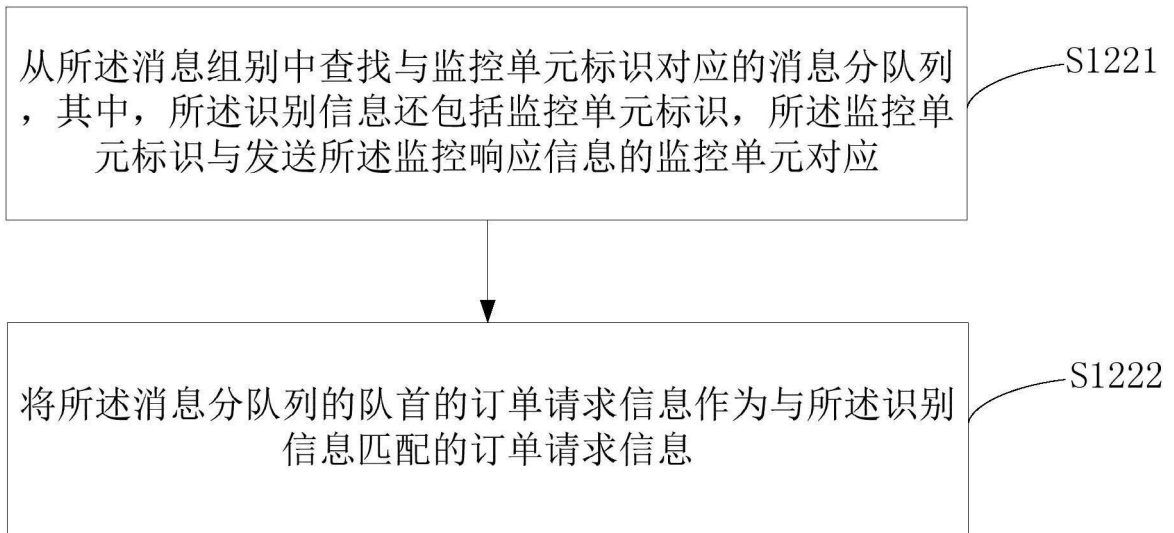 从所述消息组别中查找与监控单元标识对应的消息分队列
，其中，所述识别信息还包括监控单元标识，所述监控单
元标识与发送所述监控响应信息的监控单元对应
S1221
将所述消息分队列的队首的订单请求信息作为与所述识别
信息匹配的订单请求信息
S1222